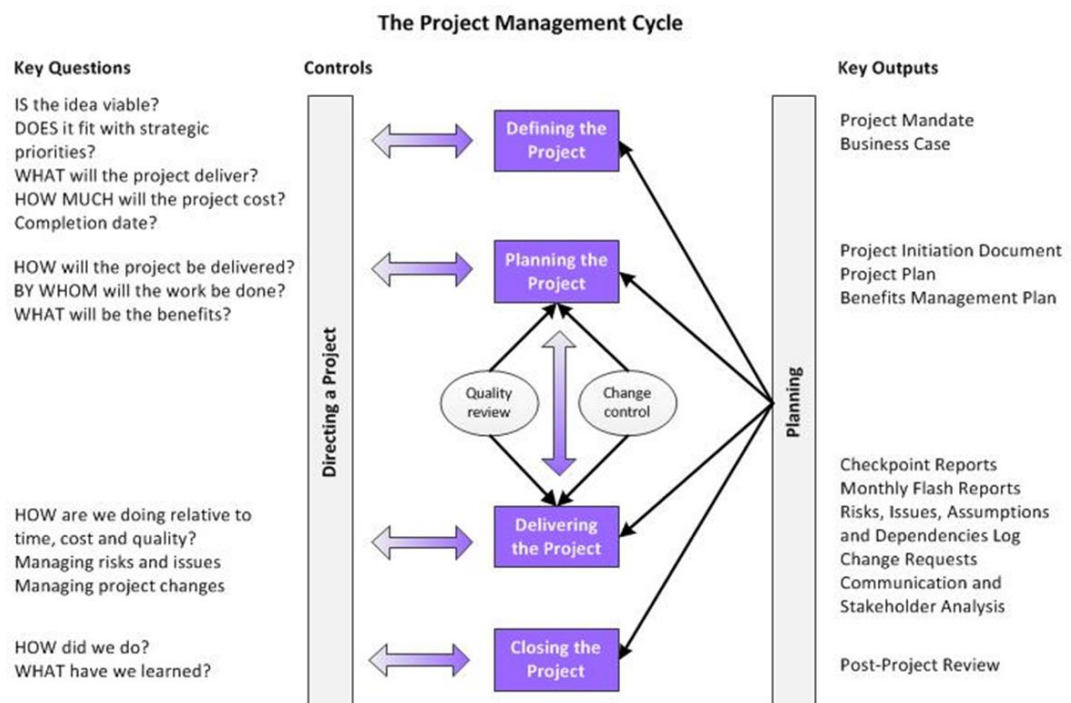 The Project Management Cycle
Key Questions
Controls
Key Outputs
IS the idea viable?
DOES it fit with strategic
priorities?
WHAT will the project deliver?
HOW MUCH will the project cost?
Completion date?
Defining the
Project
Project Mandate
Business Case
HOW will the project be delivered?
BY WHOM will the work be done?
WHAT will be the benefits?
Planning the
Project
Project Initiation Document
Project Plan
Benefits Management Plan
Directing a Project
Quality
review
Change
control
Planning
HOW are we doing relative to
time, cost and quality?
Managing risks and issues
Managing project changes
Delivering
the Project
Checkpoint Reports
Monthly Flash Reports
Risks, Issues, Assumptions
and Dependencies Log
Change Requests
Communication and
Stakeholder Analysis
HOW did we do?
WHAT have we learned?
Closing the
Project
Post-Project Review